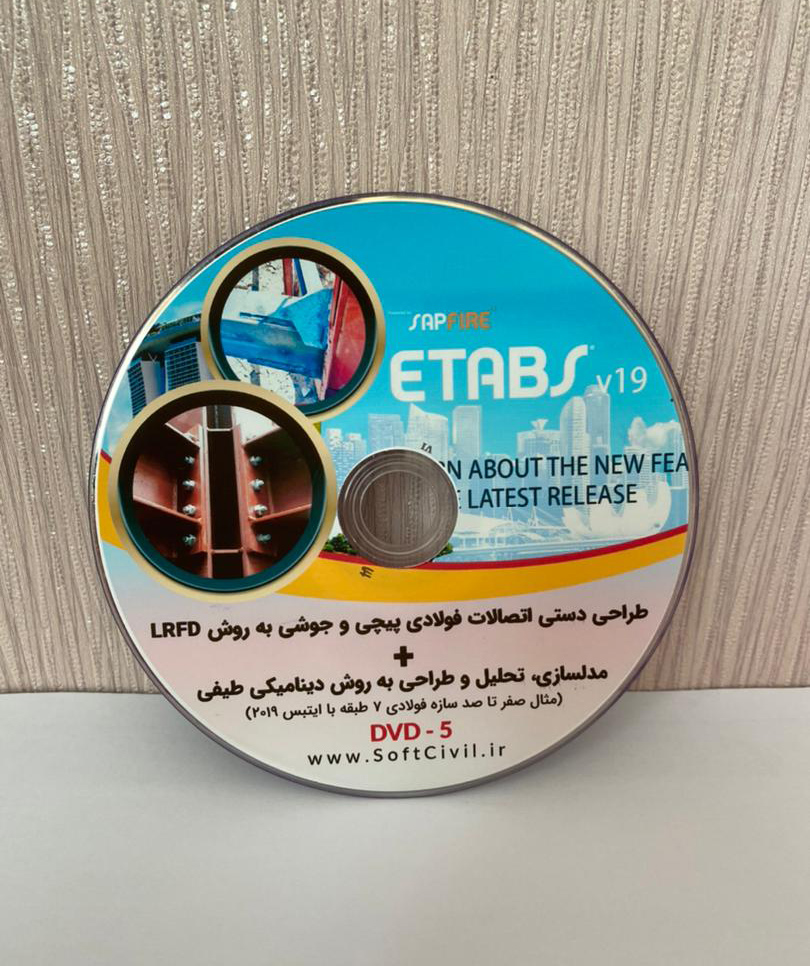 SAPFIRE
ETABS v19
N ABOUT THE NEW FEA
LATEST RELEASE
طراحی دستی اتصالات فولادی پیچی و جوشی به روش LRFD
+
مدلسازی، تحلیل و طراحی به روش دینامیکی طیفی
(مثال صفر تا صد سازه فولادی ۷ طبقه با ایتبس ۲۰۱۹)
DVD - 5
www.SoftCivil.ir